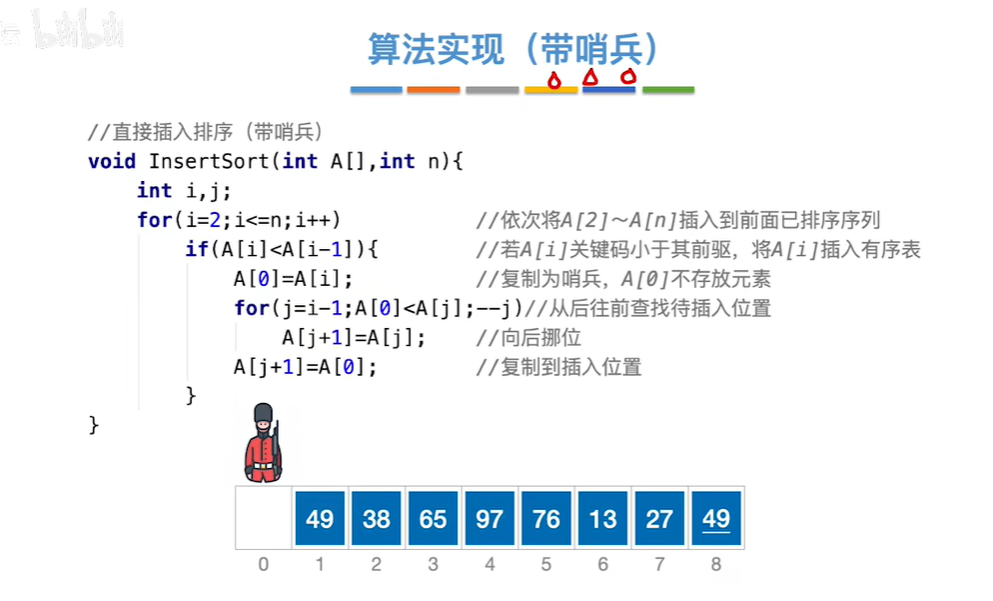 bilibili
算法实现（带哨兵）
//直接插入排序（带哨兵）
void InsertSort(int A[],int n){
    int i,j;
    for(i=2;i<=n;i++)           //依次将A[2]～A[n]插入到前面已排序序列
        if(A[i]<A[i-1]){        //若A[i]关键码小于其前驱，将A[i]插入有序表
            A[0]=A[i];          //复制为哨兵，A[0]不存放元素
            for(j=i-1;A[0]<A[j];--j)//从后往前查找待插入位置
                A[j+1]=A[j];    //向后挪位
            A[j+1]=A[0];        //复制到插入位置
        }
}
49 38 65 97 76 13 27 49
0 1 2 3 4 5 6 7 8